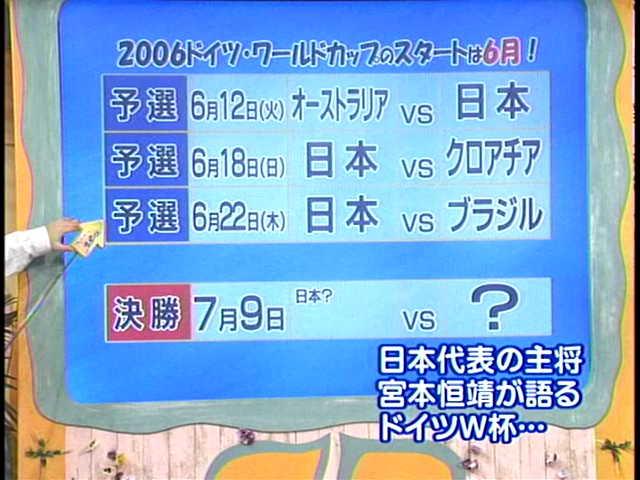 2006ドイツ・ワールドカップのスタートは6月！
予選 6月12日(火) オーストラリア VS 日本
予選 6月18日(日) 日本 VS クロアチア
予選 6月22日(木) 日本 VS ブラジル
決勝 7月9日 日本? VS ?
日本代表の主将
宮本恒靖が語る
ドイツW杯…